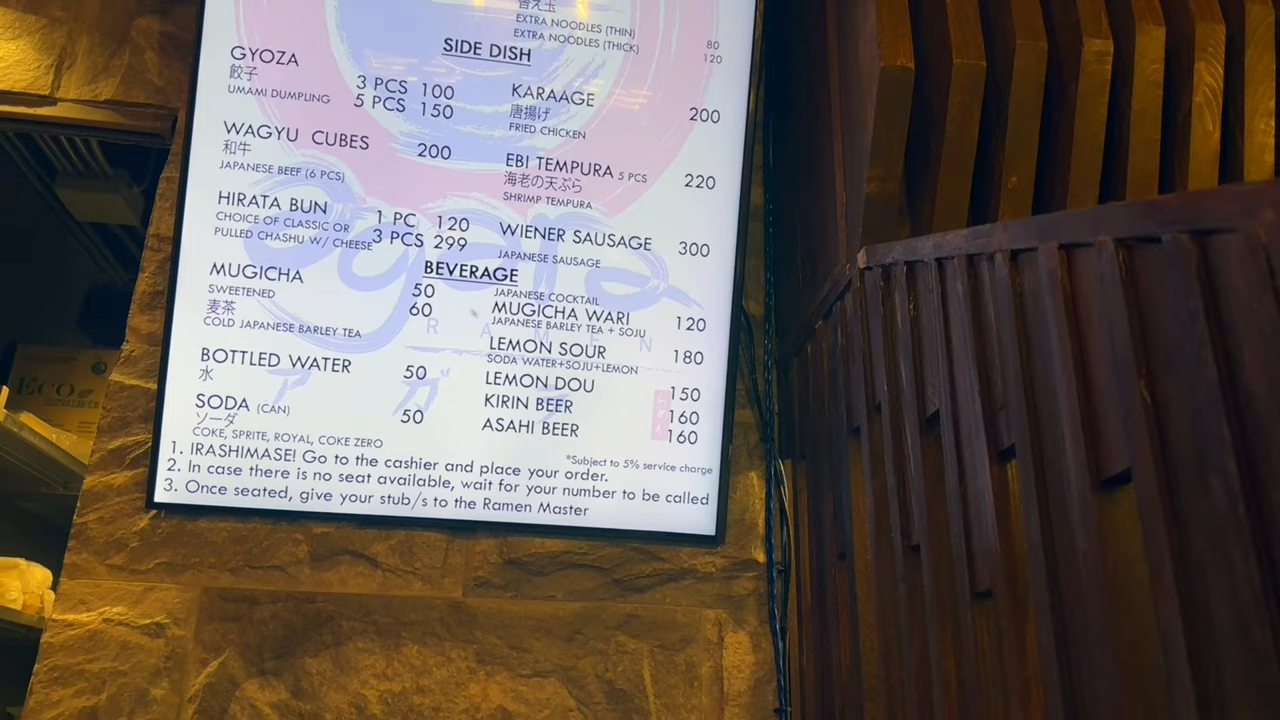 替え玉
EXTRA NOODLES (THIN) 80
EXTRA NOODLES (THICK) 120
SIDE DISH
GYOZA
餃子
UMAMI DUMPLING
3 PCS 100
5 PCS 150
WAGYU CUBES 200
和牛
JAPANESE BEEF (6 PCS)
HIRATA BUN
CHOICE OF CLASSIC OR
PULLED CHASHU W/ CHEESE
1 PC 120
3 PCS 299
KARAAGE 200
唐揚げ
FRIED CHICKEN
EBI TEMPURA 5 PCS 220
海老の天ぷら
SHRIMP TEMPURA
WIENER SAUSAGE 300
JAPANESE SAUSAGE
BEVERAGE
MUGICHA 50
SWEETENED 60
麦茶
COLD JAPANESE BARLEY TEA
BOTTLED WATER 50
水
SODA (CAN) 50
ソーダ
COKE, SPRITE, ROYAL, COKE ZERO
JAPANESE COCKTAIL
MUGICHA WARI 120
JAPANESE BARLEY TEA + SOJU
LEMON SOUR 180
SODA WATER+SOJU+LEMON
LEMON DOU 150
KIRIN BEER 160
ASAHI BEER 160
*Subject to 5% service charge
1. IRASHIMASE! Go to the cashier and place your order.
2. In case there is no seat available, wait for your number to be called
3. Once seated, give your stub/s to the Ramen Master
RAMEN
ECO